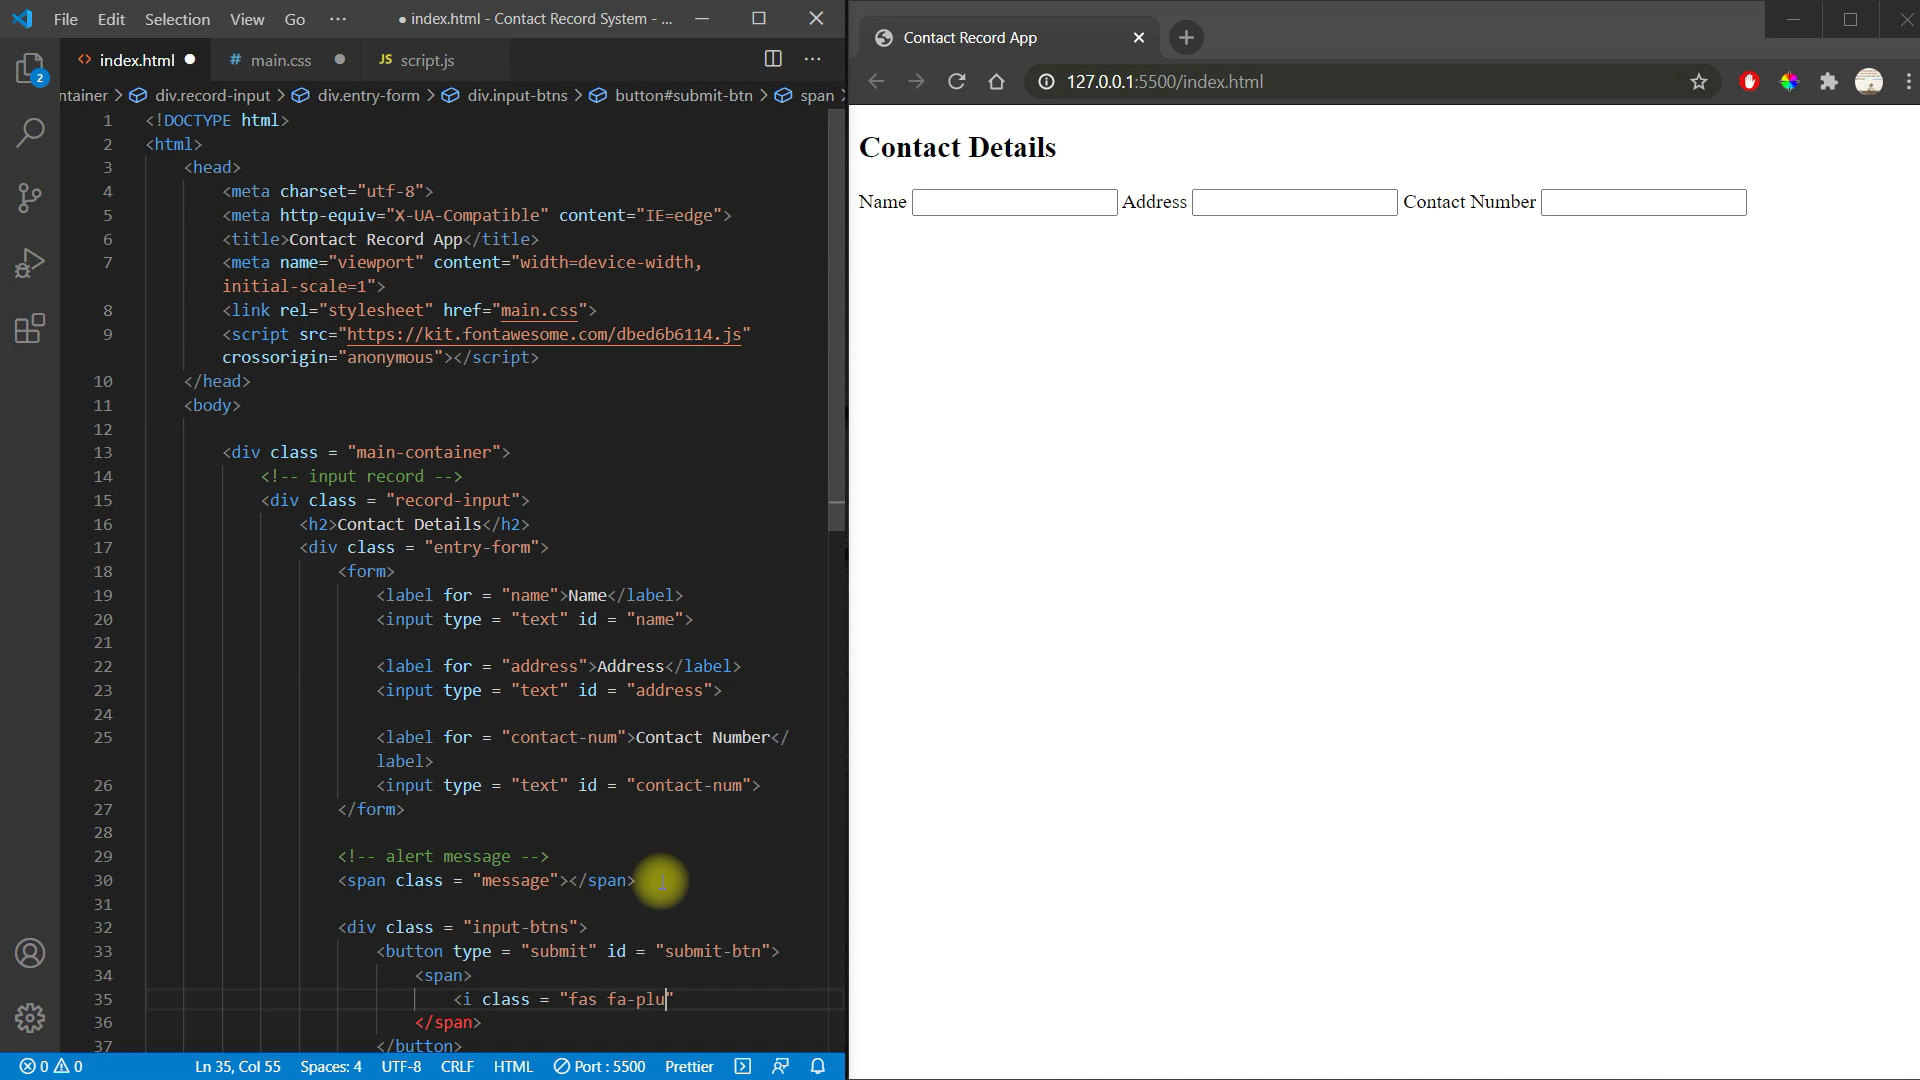 File Edit Selection View Go ··· ● index.html - Contact Record System - ...
index.html ● main.css ● JS script.js ···
2
ntainer > div.record-input > div.entry-form > div.input-btns > button#submit-btn > span >
1 <!DOCTYPE html>
2 <html>
3 <head>
4 <meta charset="utf-8">
5 <meta http-equiv="X-UA-Compatible" content="IE=edge">
6 <title>Contact Record App</title>
7 <meta name="viewport" content="width=device-width,
initial-scale=1">
8 <link rel="stylesheet" href="main.css">
9 <script src="https://kit.fontawesome.com/dbed6b6114.js"
crossorigin="anonymous"></script>
10 </head>
11 <body>
12
13 <div class = "main-container">
14 <!-- input record -->
15 <div class = "record-input">
16 <h2>Contact Details</h2>
17 <div class = "entry-form">
18 <form>
19 <label for = "name">Name</label>
20 <input type = "text" id = "name">
21
22 <label for = "address">Address</label>
23 <input type = "text" id = "address">
24
25 <label for = "contact-num">Contact Number</
label>
26 <input type = "text" id = "contact-num">
27 </form>
28
29 <!-- alert message -->
30 <span class = "message"></span>
31
32 <div class = "input-btns">
33 <button type = "submit" id = "submit-btn">
34 <span>
35 <i class = "fas fa-plu"
36 </span>
37 </button>
0 0 Ln 35, Col 55 Spaces: 4 UTF-8 CRLF HTML Port : 5500 Prettier
Contact Record App
127.0.0.1:5500/index.html
Contact Details
Name Address Contact Number